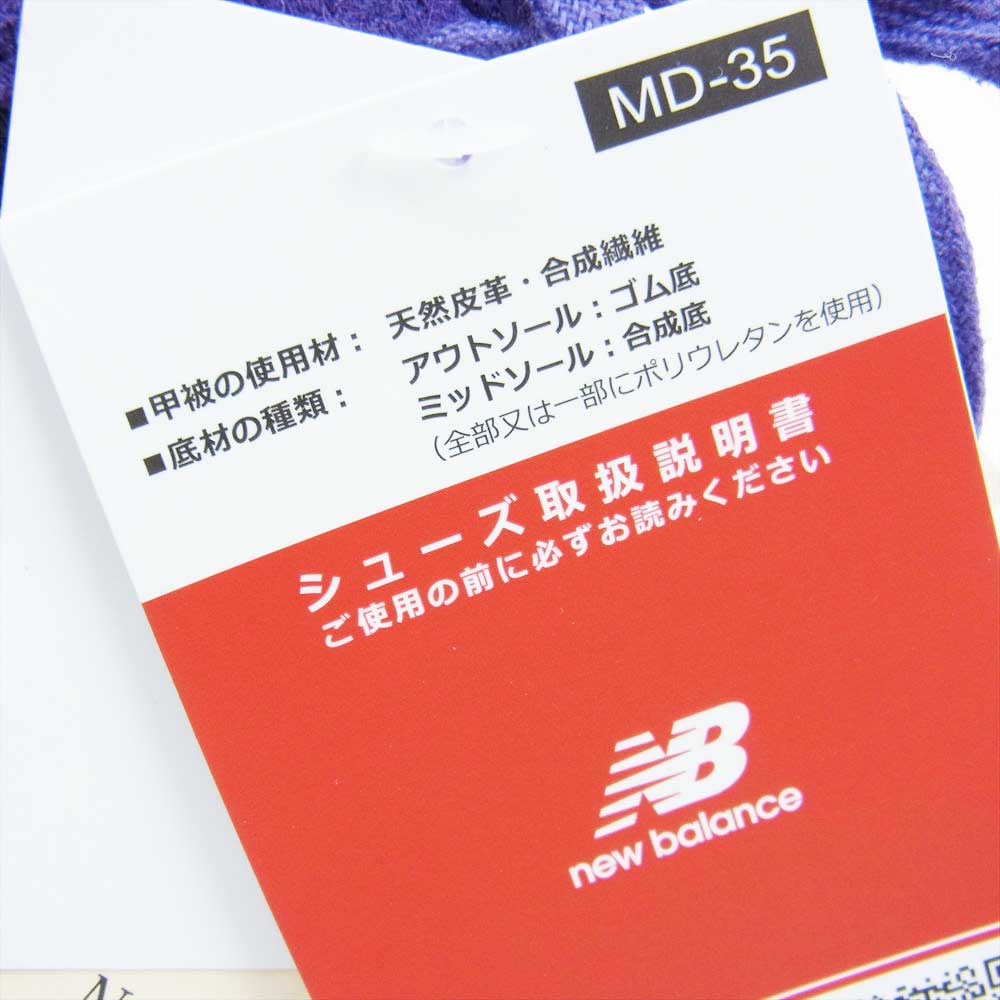 MD-35
■甲被の使用材： 天然皮革・合成繊維
■底材の種類： アウトソール：ゴム底
ミッドソール：合成底
（全部又は一部にポリウレタンを使用）
シューズ取扱説明書
ご使用の前に必ずお読みください
NB
new balance